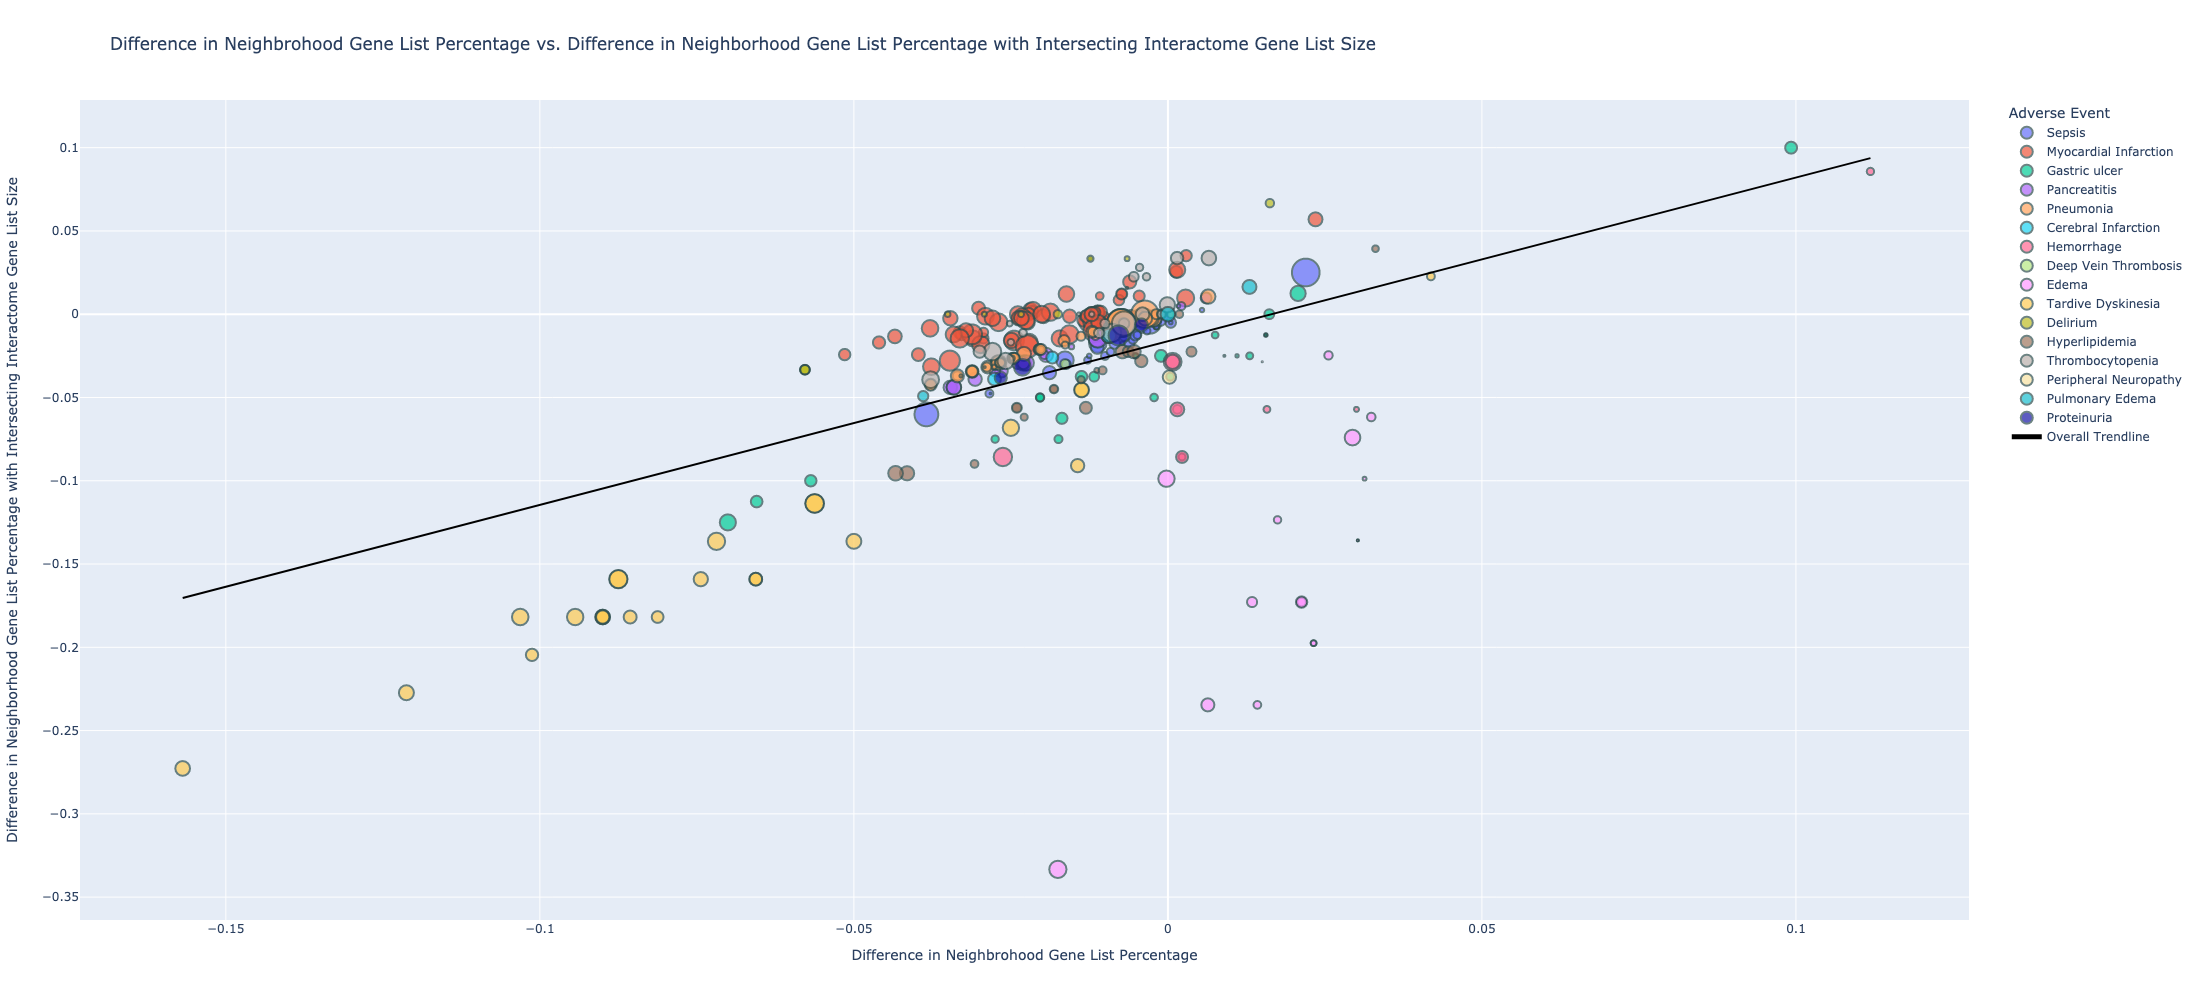 Difference in Neighbrohood Gene List Percentage vs. Difference in Neighborhood Gene List Percentage with Intersecting Interactome Gene List Size
Difference in Neighborhood Gene List Percentage with Intersecting Interactome Gene List Size
0.1
0.05
0
−0.05
−0.1
−0.15
−0.2
−0.25
−0.3
−0.35
−0.15
−0.1
−0.05
0
0.05
0.1
Difference in Neighbrohood Gene List Percentage
Adverse Event
Sepsis
Myocardial Infarction
Gastric ulcer
Pancreatitis
Pneumonia
Cerebral Infarction
Hemorrhage
Deep Vein Thrombosis
Edema
Tardive Dyskinesia
Delirium
Hyperlipidemia
Thrombocytopenia
Peripheral Neuropathy
Pulmonary Edema
Proteinuria
Overall Trendline